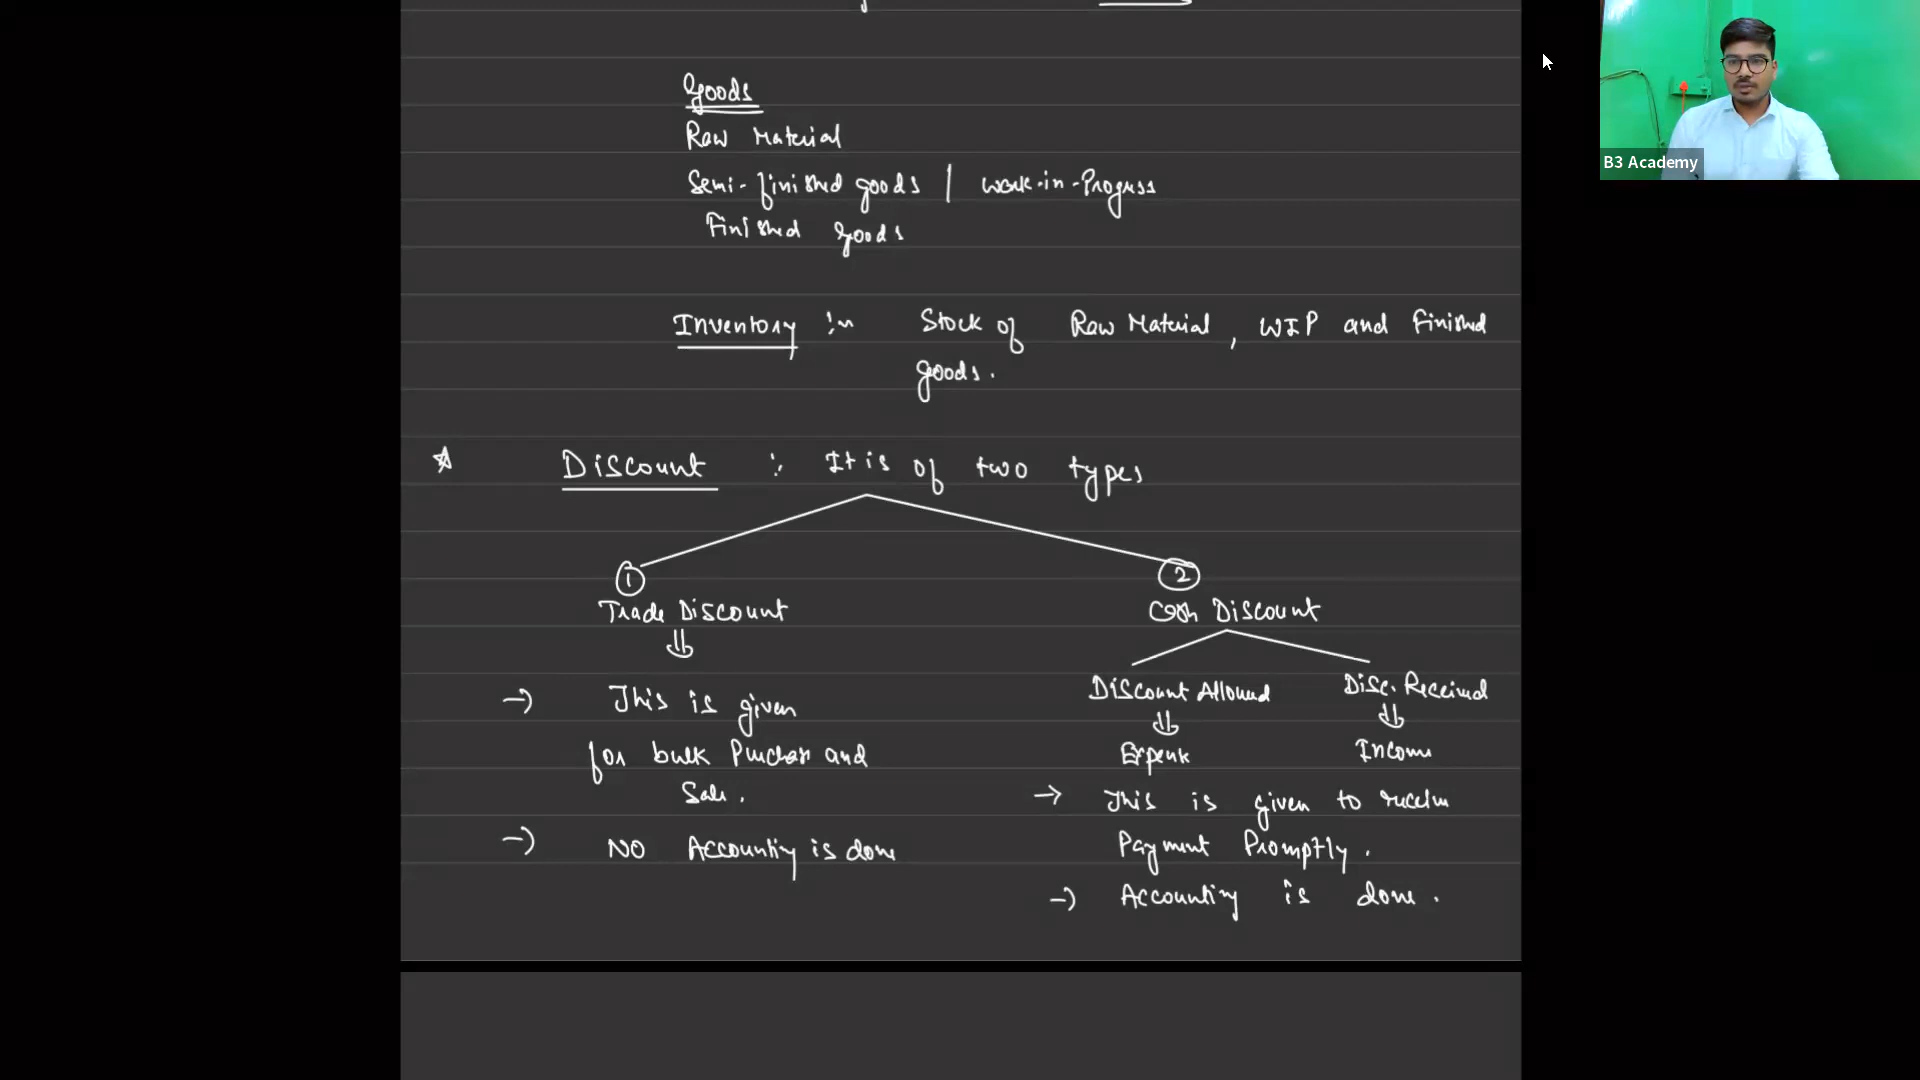 Goods
Raw Material
Semi-finished goods | Work-in-Progress
Finished goods
Inventory :- Stock of Raw Material, WIP and Finished
goods.
Discount : It is of two types
1
2
Trade Discount
Cash Discount
Discount Allowed
Disc. Received
Expense
Income
→ This is given
for bulk Purchase and
Sale.
→ No Accounting is done
→ This is given to receive
Payment Promptly.
→ Accounting is done.
B3 Academy